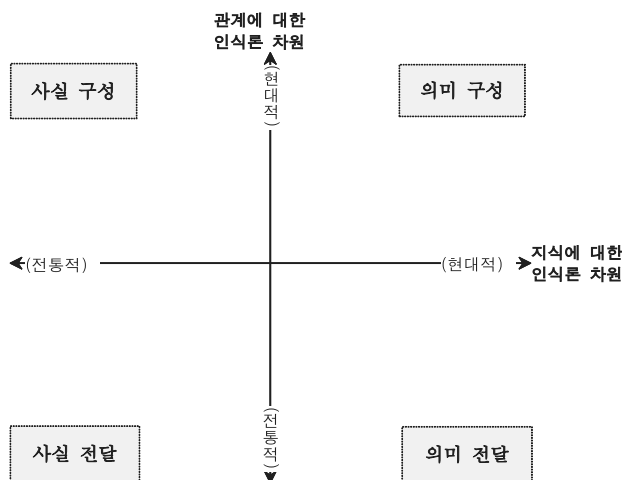 관계에 대한
인식론 차원
사실 구성
(현대적)
의미 구성
(전통적)
(현대적)
지식에 대한
인식론 차원
사실 전달
(전통적)
의미 전달